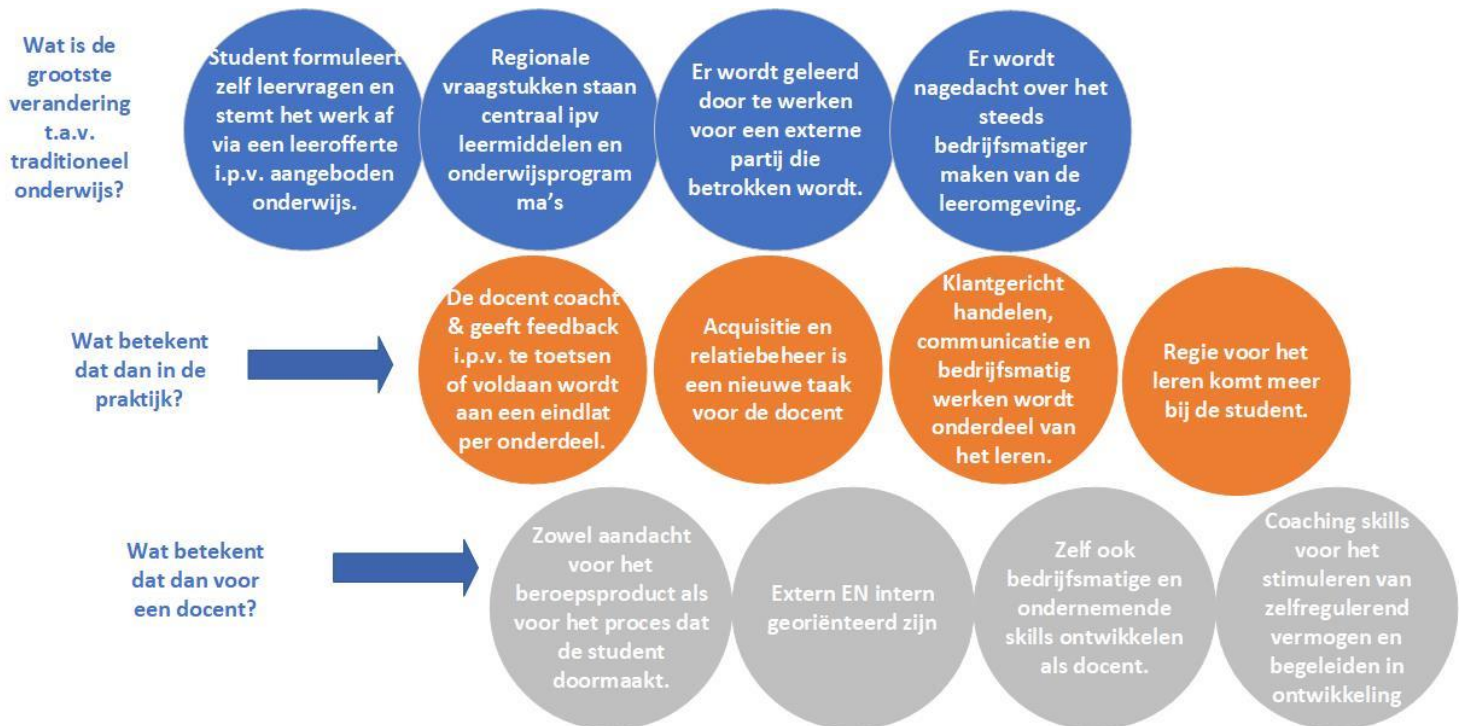 Wat is de
grootste
verandering
t.a.v.
traditioneel
onderwijs?
Student formuleert
zelf leervragen en
stemt het werk af
via een leerofferte
i.p.v. aangeboden
onderwijs.
Regionale
vraagstukken staan
centraal ipv
leermiddelen en
onderwijsprogram
ma's
Er wordt geleerd
door te werken
voor een externe
partij die
betrokken wordt.
Er wordt
nagedacht over het
steeds
bedrijfsmatiger
maken van de
leeromgeving.
Wat betekent
dat dan in de
praktijk?
De docent coacht
& geeft feedback
i.p.v. te toetsen
of voldaan wordt
aan een eindlat
per onderdeel.
Acquisitie en
relatiebeheer is
een nieuwe taak
voor de docent
Klantgericht
handelen,
communicatie en
bedrijfsmatig
werken wordt
onderdeel van
het leren.
Regie voor het
leren komt meer
bij de student.
Wat betekent
dat dan voor
een docent?
Zowel aandacht
voor het
beroepsproduct als
voor het proces dat
de student
doormaakt.
Extern EN intern
georiënteerd zijn
Zelf ook
bedrijfsmatige en
ondernemende
skills ontwikkelen
als docent.
Coaching skills
voor het
stimuleren van
zelfregulerend
vermogen en
begeleiden in
ontwikkeling